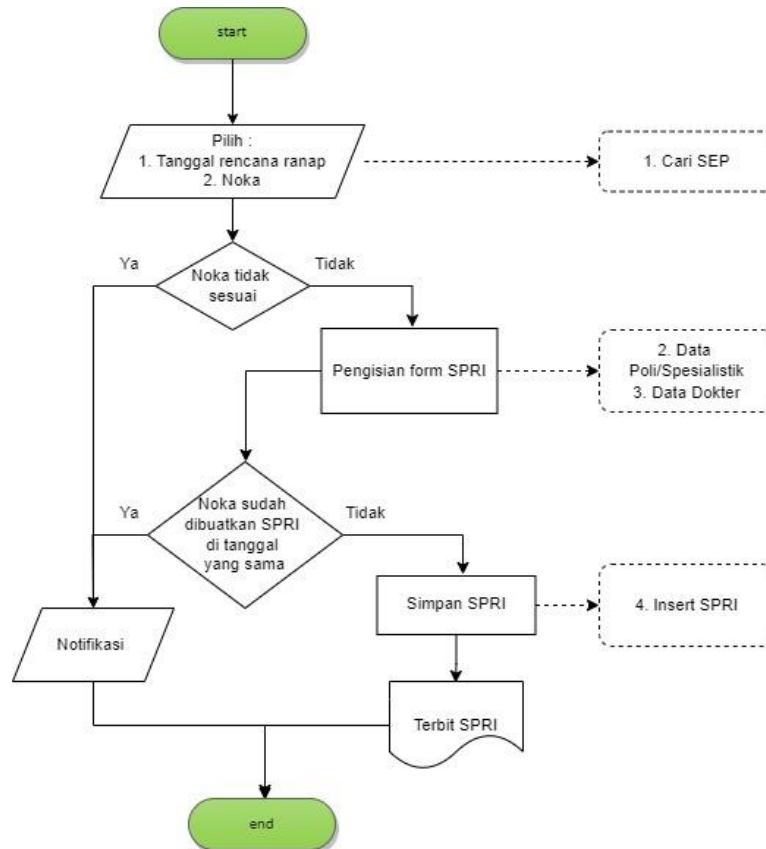 start
Pilih :
1. Tanggal rencana ranap
2. Noka
1. Cari SEP
Ya
Noka tidak
sesuai
Tidak
Pengisian form SPRI
2. Data
Poli/Spesialistik
3. Data Dokter
Ya
Noka sudah
dibuatkan SPRI
di tanggal
yang sama
Tidak
Simpan SPRI
4. Insert SPRI
Notifikasi
Terbit SPRI
end